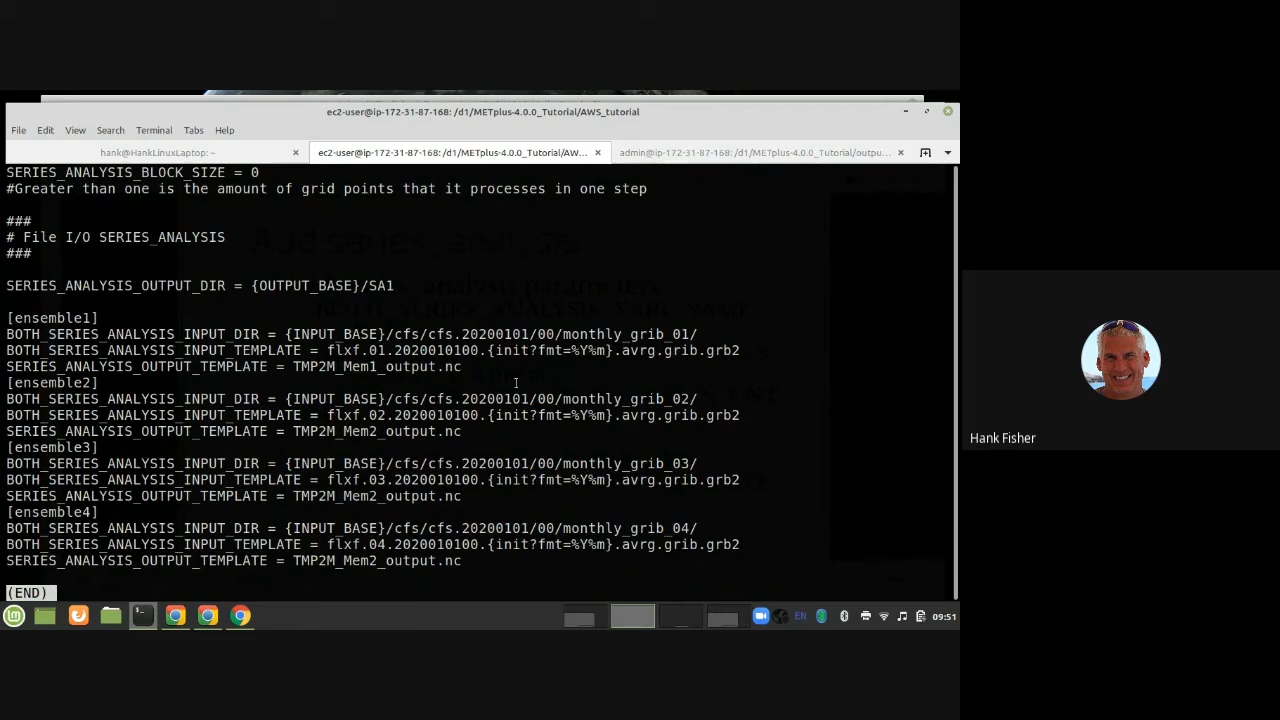 ec2-user@ip-172-31-87-168: /d1/METplus-4.0.0_Tutorial/AWS_tutorial
File Edit View Search Terminal Tabs Help
hank@HankLinuxLaptop: ~ × ec2-user@ip-172-31-87-168:/d1/METplus-4.0.0_Tutorial/AW... × admin@ip-172-31-87-168:/d1/METplus-4.0.0_Tutorial/outpu... ×
SERIES_ANALYSIS_BLOCK_SIZE = 0
#Greater than one is the amount of grid points that it processes in one step
###
# File I/O SERIES_ANALYSIS
###
SERIES_ANALYSIS_OUTPUT_DIR = {OUTPUT_BASE}/SA1
[ensemble1]
BOTH_SERIES_ANALYSIS_INPUT_DIR = {INPUT_BASE}/cfs/cfs.20200101/00/monthly_grib_01/
BOTH_SERIES_ANALYSIS_INPUT_TEMPLATE = flxf.01.2020010100.{init?fmt=%Y%m}.avrg.grib.grb2
SERIES_ANALYSIS_OUTPUT_TEMPLATE = TMP2M_Mem1_output.nc
[ensemble2]
BOTH_SERIES_ANALYSIS_INPUT_DIR = {INPUT_BASE}/cfs/cfs.20200101/00/monthly_grib_02/
BOTH_SERIES_ANALYSIS_INPUT_TEMPLATE = flxf.02.2020010100.{init?fmt=%Y%m}.avrg.grib.grb2
SERIES_ANALYSIS_OUTPUT_TEMPLATE = TMP2M_Mem2_output.nc
[ensemble3]
BOTH_SERIES_ANALYSIS_INPUT_DIR = {INPUT_BASE}/cfs/cfs.20200101/00/monthly_grib_03/
BOTH_SERIES_ANALYSIS_INPUT_TEMPLATE = flxf.03.2020010100.{init?fmt=%Y%m}.avrg.grib.grb2
SERIES_ANALYSIS_OUTPUT_TEMPLATE = TMP2M_Mem2_output.nc
[ensemble4]
BOTH_SERIES_ANALYSIS_INPUT_DIR = {INPUT_BASE}/cfs/cfs.20200101/00/monthly_grib_04/
BOTH_SERIES_ANALYSIS_INPUT_TEMPLATE = flxf.04.2020010100.{init?fmt=%Y%m}.avrg.grib.grb2
SERIES_ANALYSIS_OUTPUT_TEMPLATE = TMP2M_Mem2_output.nc
(END)
EN 09:51
Hank Fisher